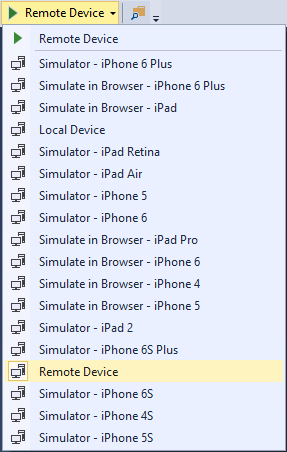 Remote Device
Remote Device
Simulator - iPhone 6 Plus
Simulate in Browser - iPhone 6 Plus
Simulate in Browser - iPad
Local Device
Simulator - iPad Retina
Simulator - iPad Air
Simulator - iPhone 5
Simulator - iPhone 6
Simulate in Browser - iPad Pro
Simulate in Browser - iPhone 6
Simulate in Browser - iPhone 4
Simulate in Browser - iPhone 5
Simulator - iPad 2
Simulator - iPhone 6S Plus
Remote Device
Simulator - iPhone 6S
Simulator - iPhone 4S
Simulator - iPhone 5S